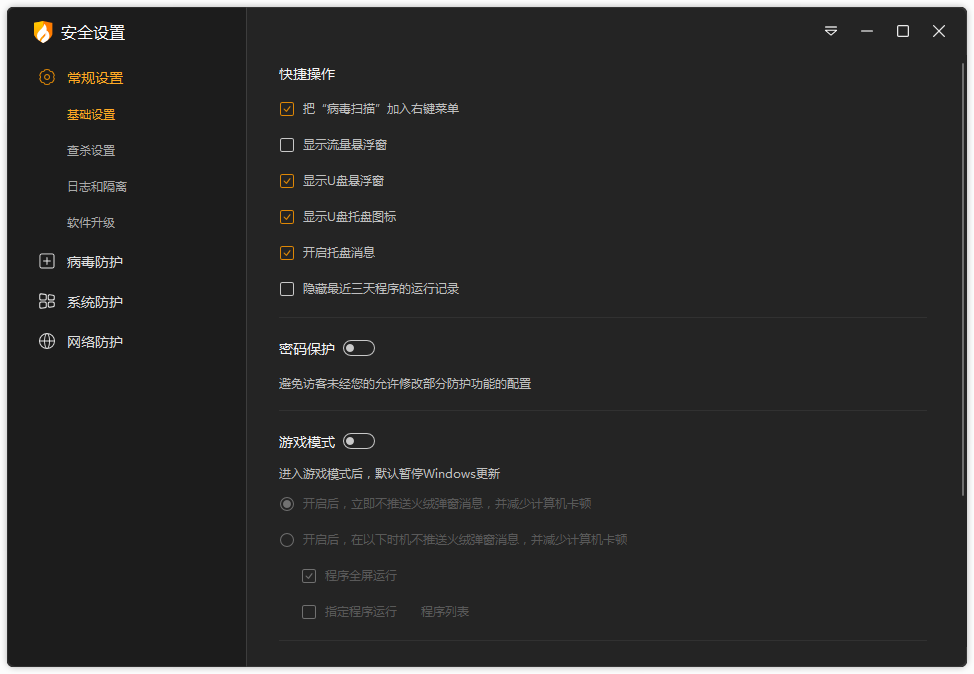 安全设置
常规设置
基础设置
查杀设置
日志和隔离
软件升级
病毒防护
系统防护
网络防护
快捷操作
把“病毒扫描”加入右键菜单
显示流量悬浮窗
显示U盘悬浮窗
显示U盘托盘图标
开启托盘消息
隐藏最近三天程序的运行记录
密码保护
避免访客未经您的允许修改部分防护功能的配置
游戏模式
进入游戏模式后，默认暂停Windows更新
开启后，立即不推送火绒弹窗消息，并减少计算机卡顿
开启后，在以下时机不推送火绒弹窗消息，并减少计算机卡顿
程序全屏运行
指定程序运行 程序列表